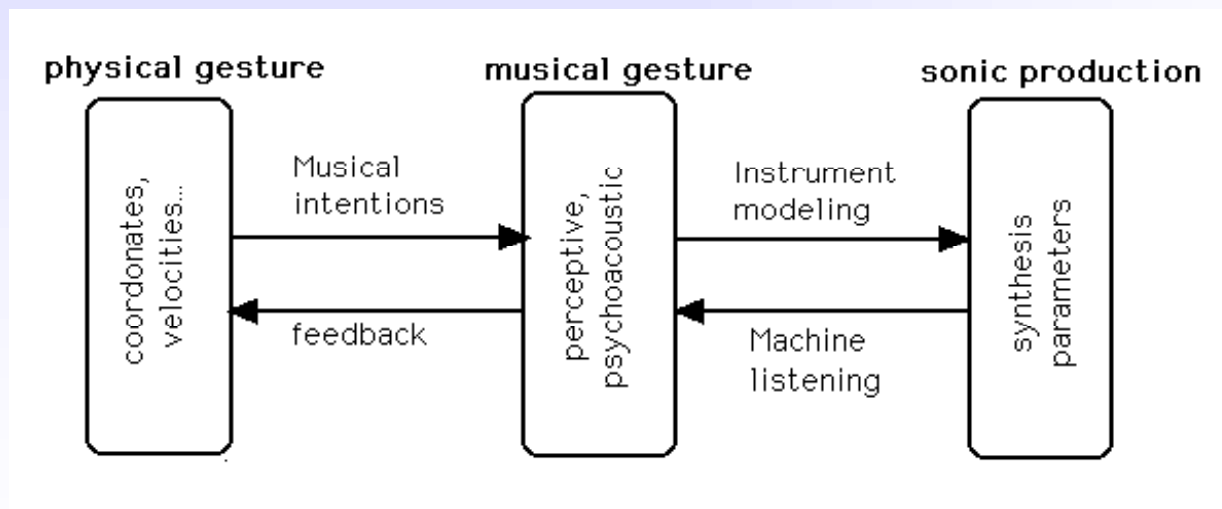 physical gesture
musical gesture
sonic production
coordonates,
velocities...
Musical
intentions
feedback
perceptive,
psychoacoustic
Instrument
modeling
Machine
listening
synthesis
parameters